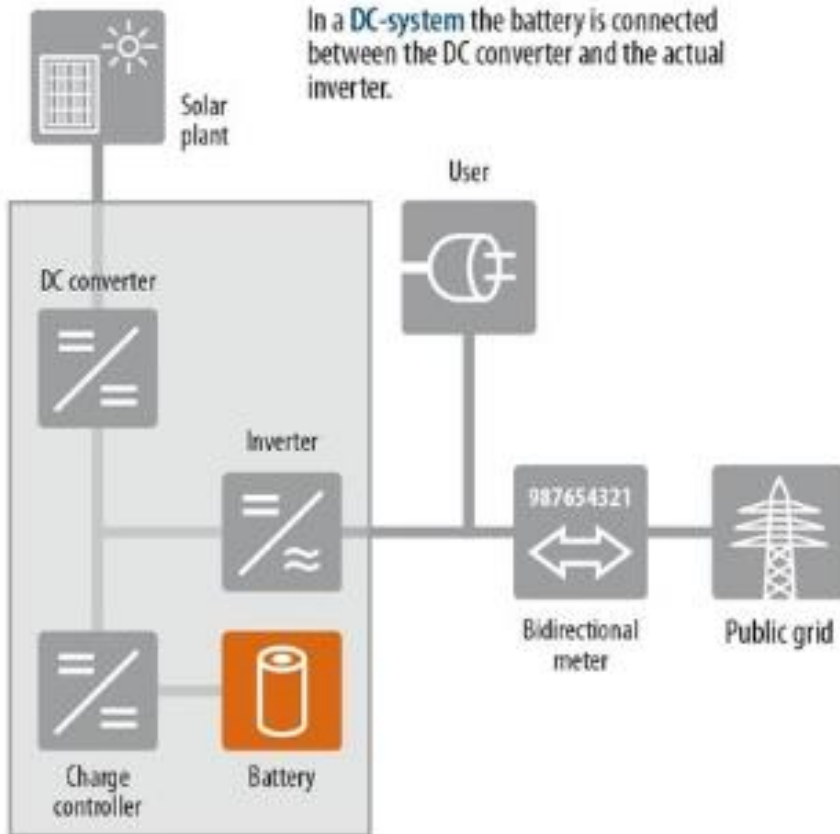 In a DC-system the battery is connected
between the DC converter and the actual
inverter.
Solar
plant
User
DC converter
Inverter
987654321
Bidirectional
meter
Public grid
Charge
controller
Battery